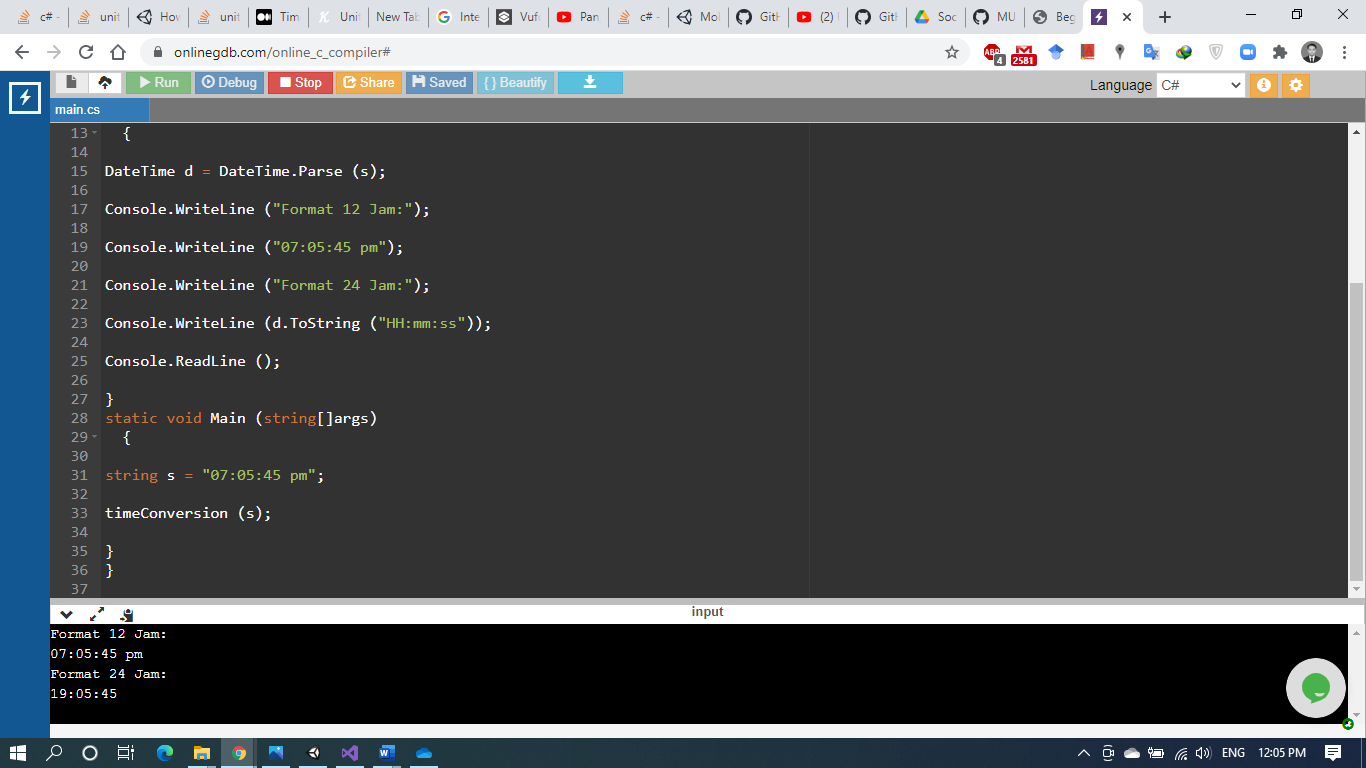 c# -
unit
Hov
unit
Tim
Unit
New Tab
Inte
Vufo
Pan
c# -
Mol
GitH
(2) I
GitH
Soc
MU
Beg
onlinegdb.com/online_c_compiler#
ABP
4
2581
Run
Debug
Stop
Share
Saved
{ } Beautify
Language C#
main.cs
13 {
14
15 DateTime d = DateTime.Parse (s);
16
17 Console.WriteLine ("Format 12 Jam:");
18
19 Console.WriteLine ("07:05:45 pm");
20
21 Console.WriteLine ("Format 24 Jam:");
22
23 Console.WriteLine (d.ToString ("HH:mm:ss"));
24
25 Console.ReadLine ();
26
27 }
28 static void Main (string[]args)
29 {
30
31 string s = "07:05:45 pm";
32
33 timeConversion (s);
34
35 }
36 }
37
input
Format 12 Jam:
07:05:45 pm
Format 24 Jam:
19:05:45
ENG
12:05 PM